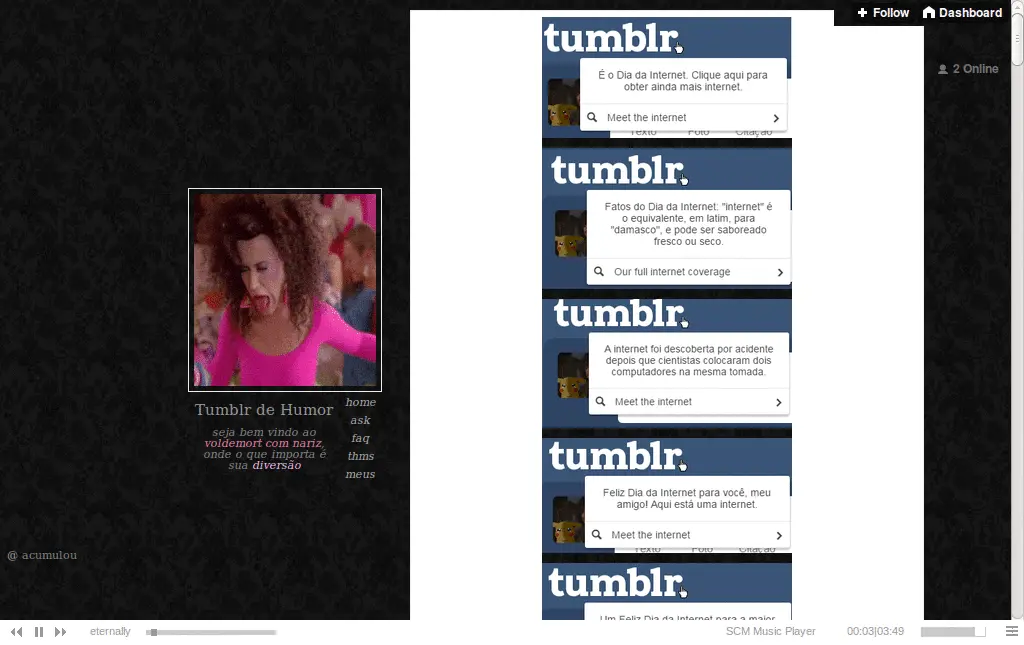 Follow
Dashboard
2 Online
Tumblr de Humor
seja bem vindo ao
voldemort com nariz,
onde o que importa é
sua diversão
home
ask
faq
thms
meus
@ acumulou
tumblr.
É o Dia da Internet. Clique aqui para
obter ainda mais internet.
Meet the internet
Texto Foto Citação
tumblr.
Fatos do Dia da Internet: "internet" é
o equivalente, em latim, para
"damasco", e pode ser saboreado
fresco ou seco.
Our full internet coverage
tumblr.
A internet foi descoberta por acidente
depois que cientistas colocaram dois
computadores na mesma tomada.
Meet the internet
tumblr.
Feliz Dia da Internet para você, meu
amigo! Aqui está uma internet.
Meet the internet
Texto Foto Citação
tumblr.
Um Feliz Dia da Internet para a maior
eternally
SCM Music Player
00:03|03:49